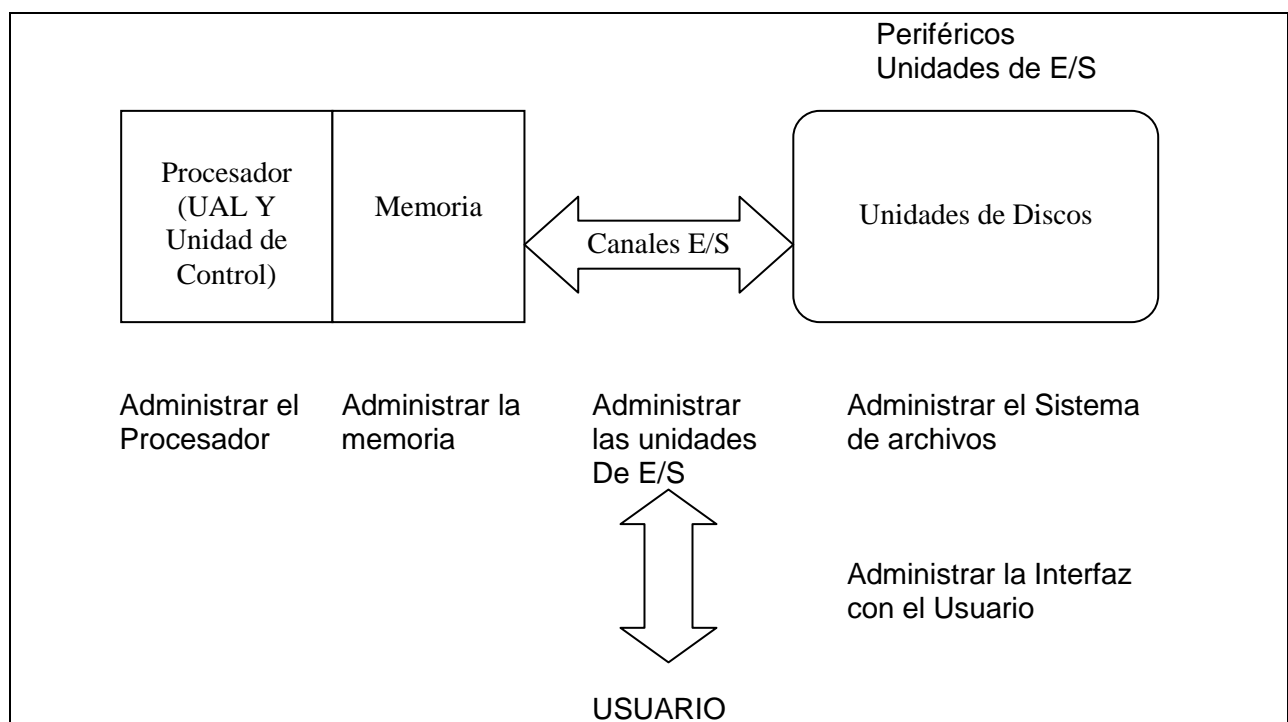 Periféricos
Unidades de E/S
Procesador
(UAL Y
Unidad de
Control)
Memoria
Canales E/S
Unidades de Discos
Administrar el
Procesador
Administrar la
memoria
Administrar
las unidades
De E/S
Administrar el Sistema
de archivos
Administrar la Interfaz
con el Usuario
USUARIO